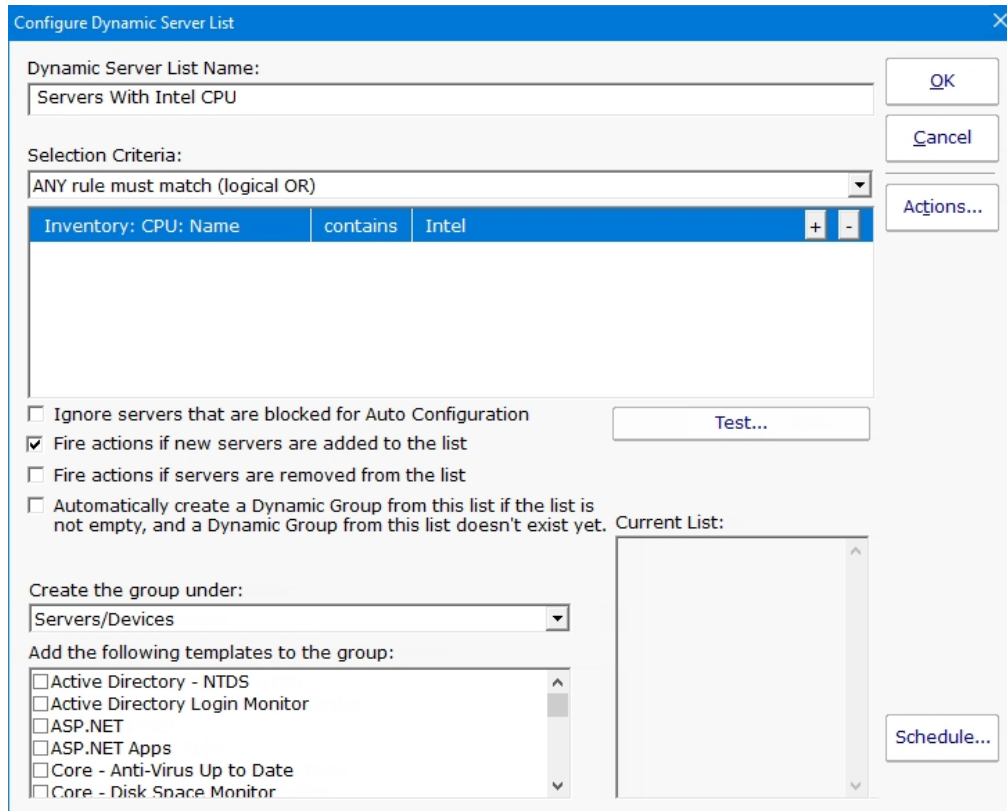 Configure Dynamic Server List
Dynamic Server List Name:
Servers With Intel CPU
OK
Cancel
Selection Criteria:
ANY rule must match (logical OR)
Actions...
Inventory: CPU: Name contains Intel + -
Ignore servers that are blocked for Auto Configuration
Test...
Fire actions if new servers are added to the list
Fire actions if servers are removed from the list
Automatically create a Dynamic Group from this list if the list is
not empty, and a Dynamic Group from this list doesn't exist yet.
Current List:
Create the group under:
Servers/Devices
Add the following templates to the group:
Active Directory - NTDS
Active Directory Login Monitor
ASP.NET
ASP.NET Apps
Core - Anti-Virus Up to Date
Core - Disk Space Monitor
Schedule...